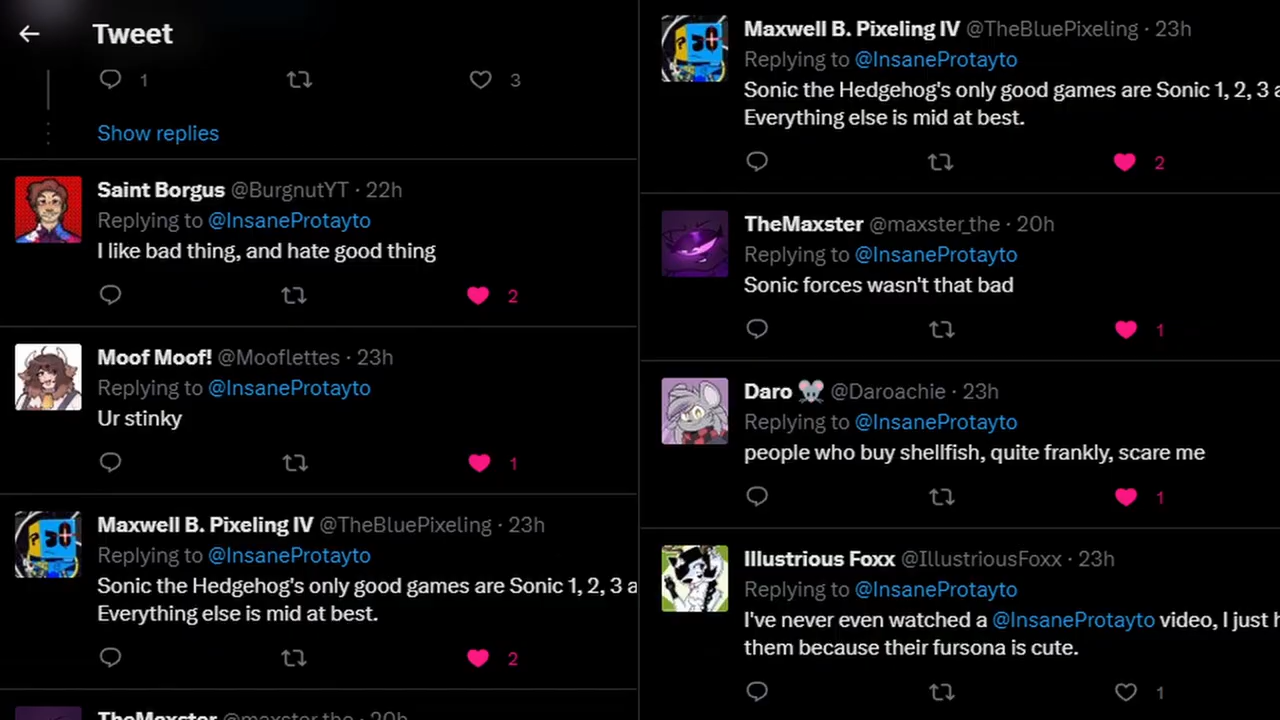 Tweet
1 3
Show replies
Saint Borgus @BurgnutYT · 22h
Replying to @InsaneProtayto
I like bad thing, and hate good thing
2
Moof Moof! @Mooflettes · 23h
Replying to @InsaneProtayto
Ur stinky
1
Maxwell B. Pixeling IV @TheBluePixeling · 23h
Replying to @InsaneProtayto
Sonic the Hedgehog's only good games are Sonic 1, 2, 3 a
Everything else is mid at best.
2
TheMaxster @maxster_the · 20h
Maxwell B. Pixeling IV @TheBluePixeling · 23h
Replying to @InsaneProtayto
Sonic the Hedgehog's only good games are Sonic 1, 2, 3 a
Everything else is mid at best.
2
TheMaxster @maxster_the · 20h
Replying to @InsaneProtayto
Sonic forces wasn't that bad
1
Daro 🐭 @Daroachie · 23h
Replying to @InsaneProtayto
people who buy shellfish, quite frankly, scare me
1
Illustrious Foxx @IllustriousFoxx · 23h
Replying to @InsaneProtayto
I've never even watched a @InsaneProtayto video, I just h
them because their fursona is cute.
1